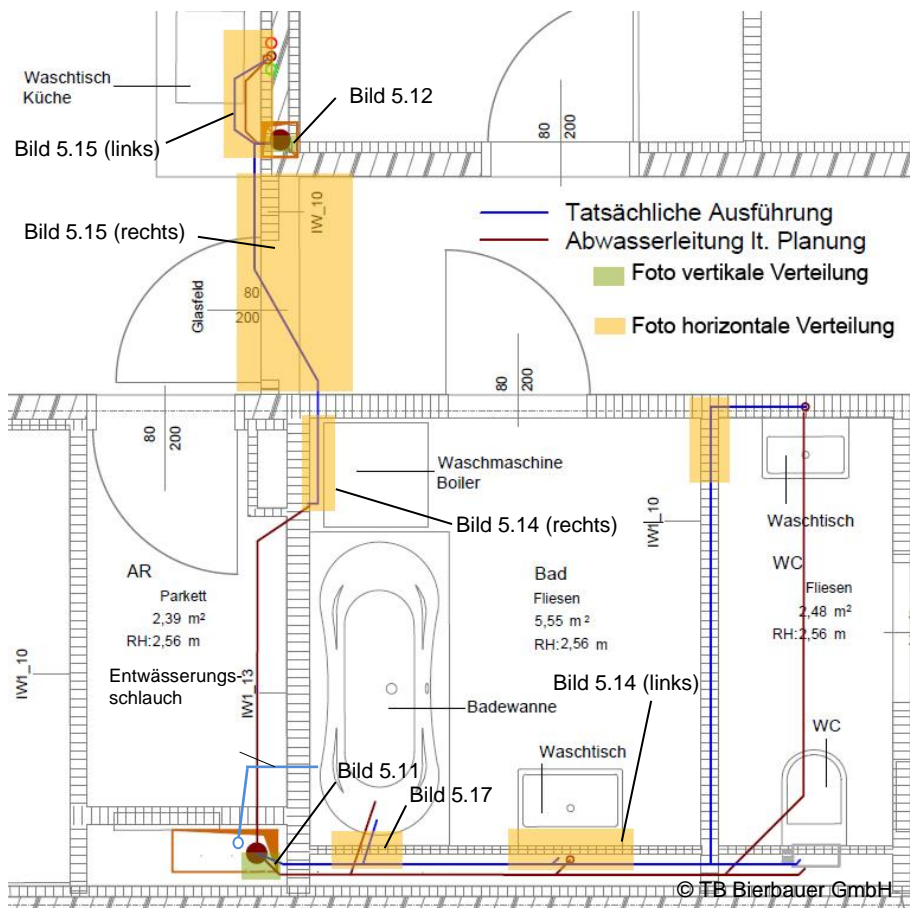 Waschtisch
Küche
Bild 5.12
80
200
Bild 5.15 (links)
IW_10
Tatsächliche Ausführung
Abwasserleitung lt. Planung
Bild 5.15 (rechts)
Foto vertikale Verteilung
Glasfeld
80
200
Foto horizontale Verteilung
80
200
80
200
Waschmaschine
Boiler
Bild 5.14 (rechts)
IW1_10
Waschtisch
AR
Parkett
2,39 m²
RH:2,56 m
Bad
Fliesen
5,55 m²
RH:2,56 m
WC
Fliesen
2,48 m²
RH:2,56 m
IW1_10
Entwässerungs-
schlauch
IW1_13
Bild 5.14 (links)
Badewanne
WC
Waschtisch
Bild 5.11
Bild 5.17
© TB Bierbauer GmbH